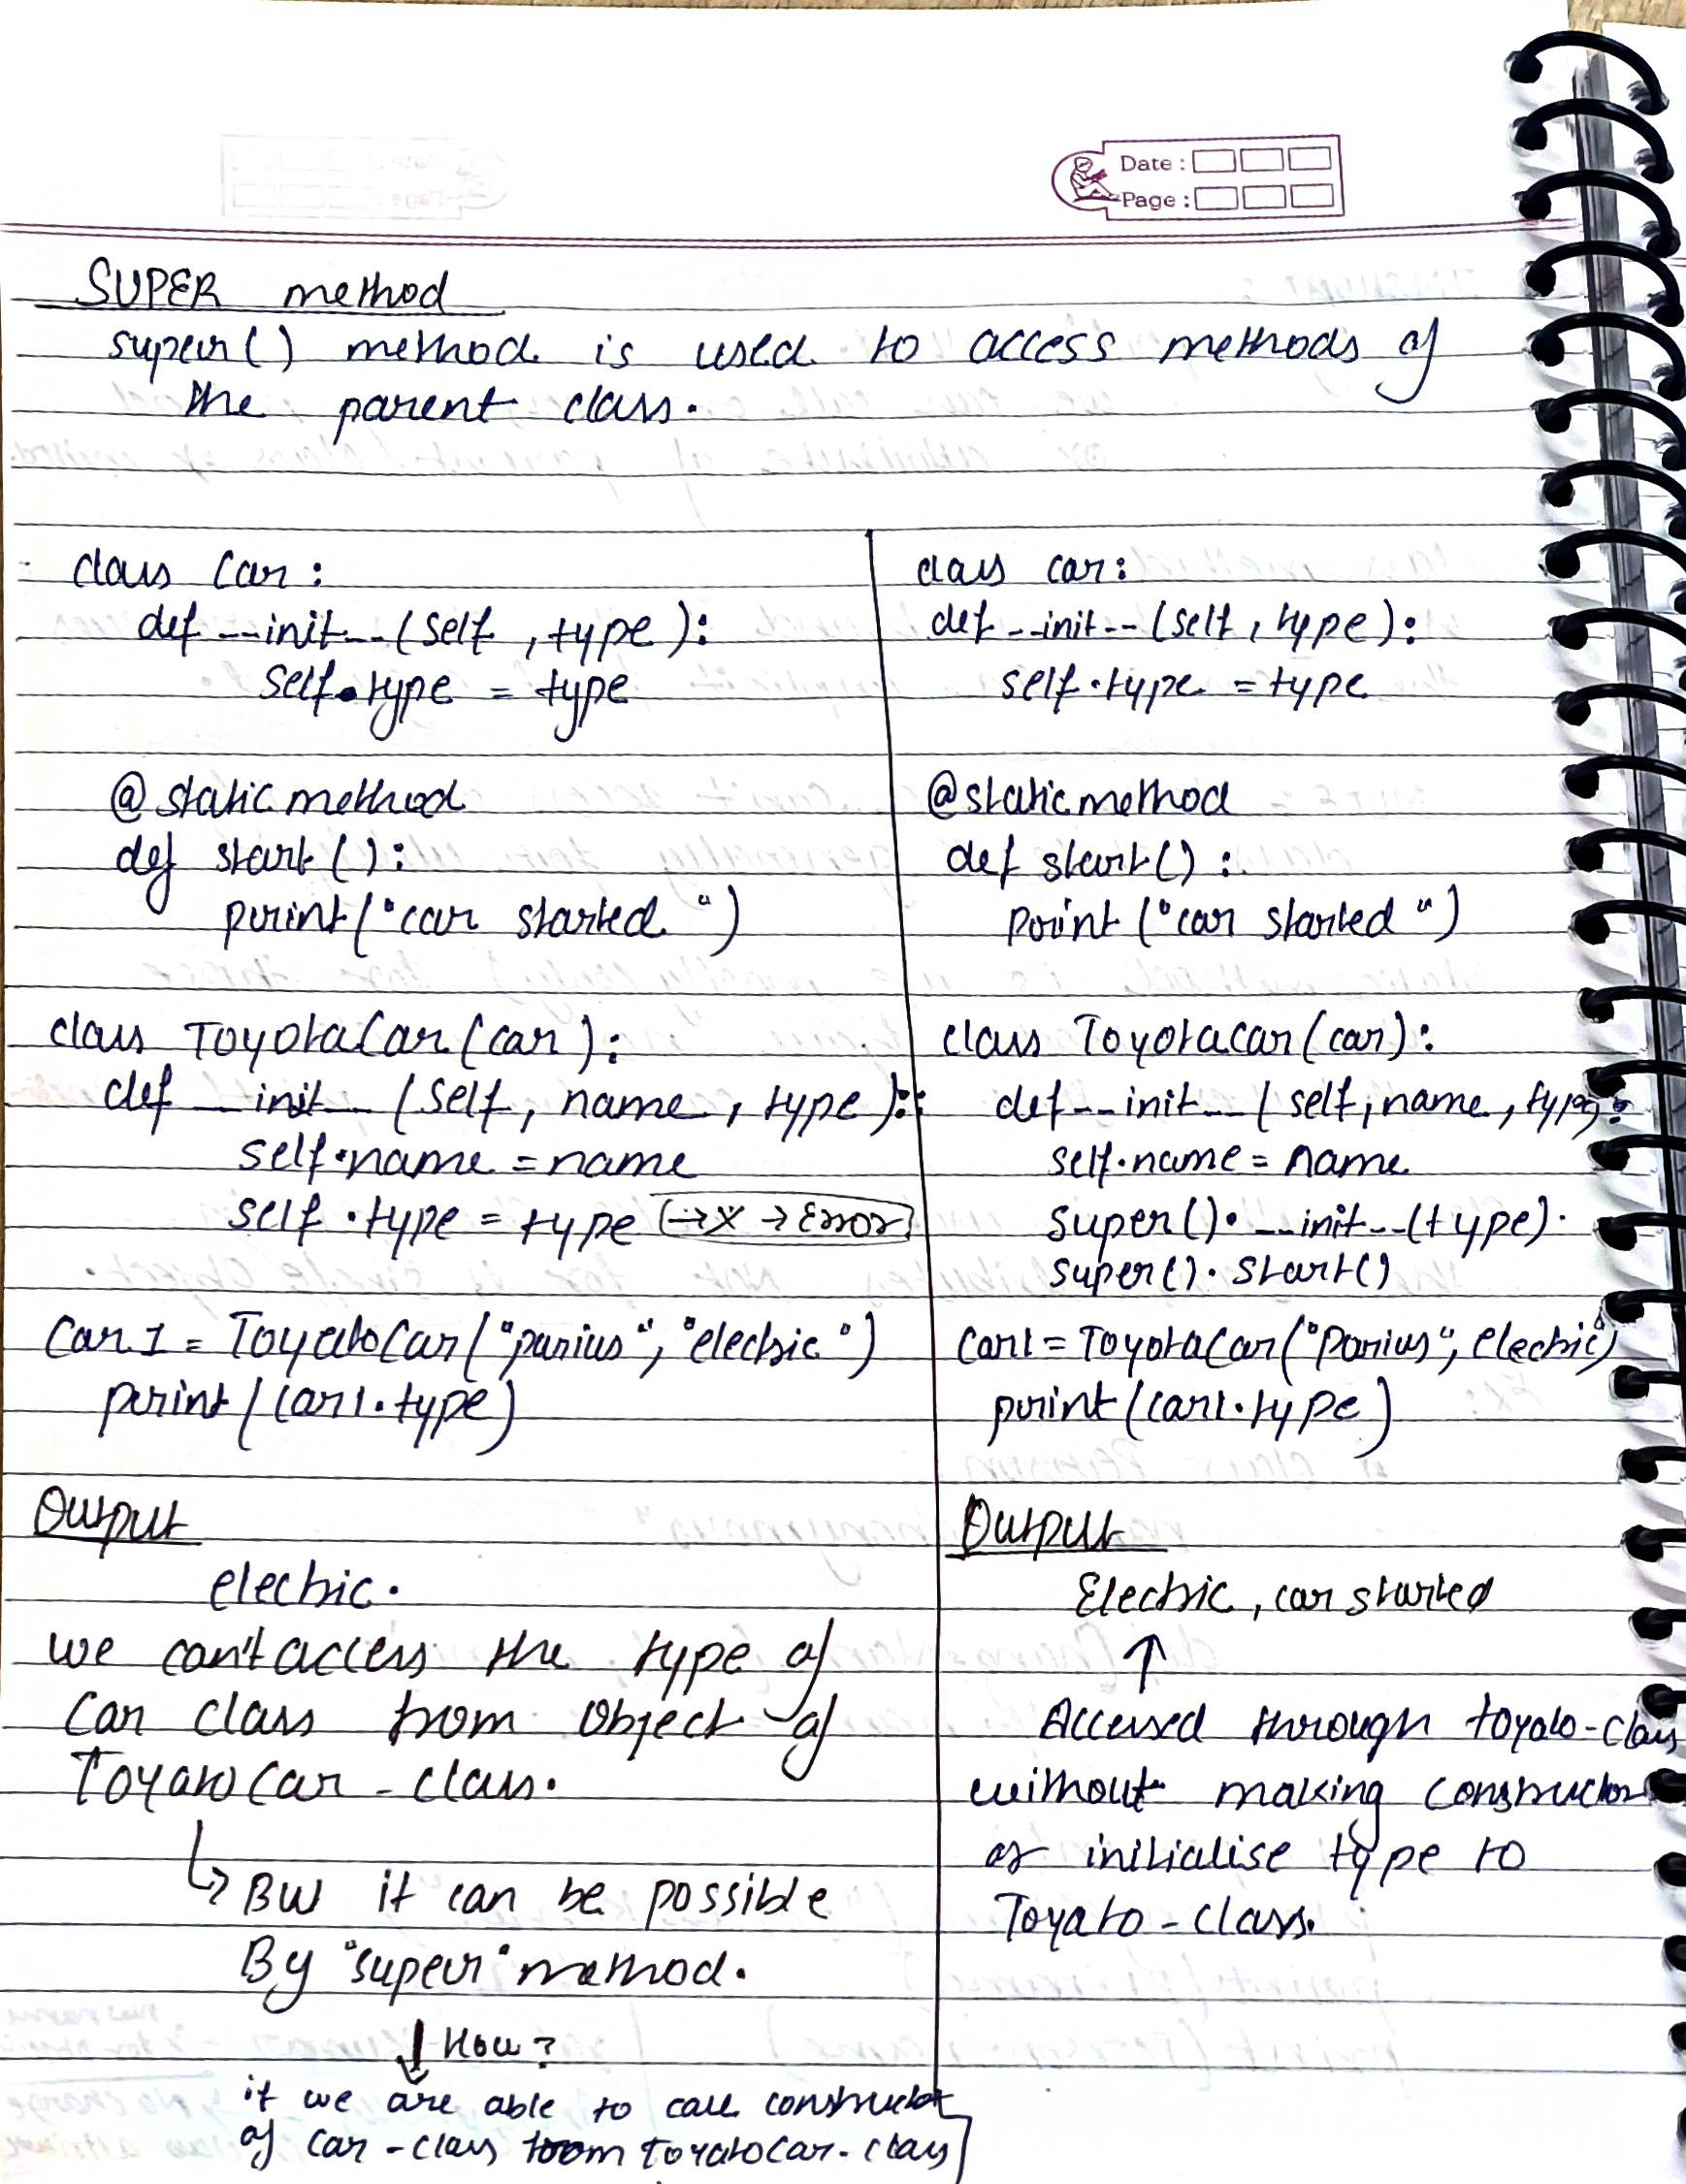 Date :
Page :
SUPER method
super() method is used to access methods of
the parent class.
class Car :
def __init__ (self , type ):
self.type = type
@staticmethod
def start ():
print("car started ")
class ToyotaCar (car ):
def __init__ (self, name , type ):
self.name = name
self.type = type →X → Error
Car1 = ToyatoCar("parius", "electric")
print(car1.type)
Output
electric.
we can't access the type of
Car class from object of
ToyatoCar-class.
But it can be possible
By "super" method.
How?
if we are able to call constructor
of car-class from ToyatoCar-class
class car:
def __init__ (self, type):
self.type = type
@staticmethod
def start() :
print ("car started ")
class Toyotacar (car):
def __init__ (self, name, type):
self.name = name
super().__init__(type).
super().start()
Car1 = ToyotaCar("Parius", Electric)
print (car1.type)
Output
Electric, car started
Accessed through toyato-class
without making constructor
or initialise type to
Toyato-class.